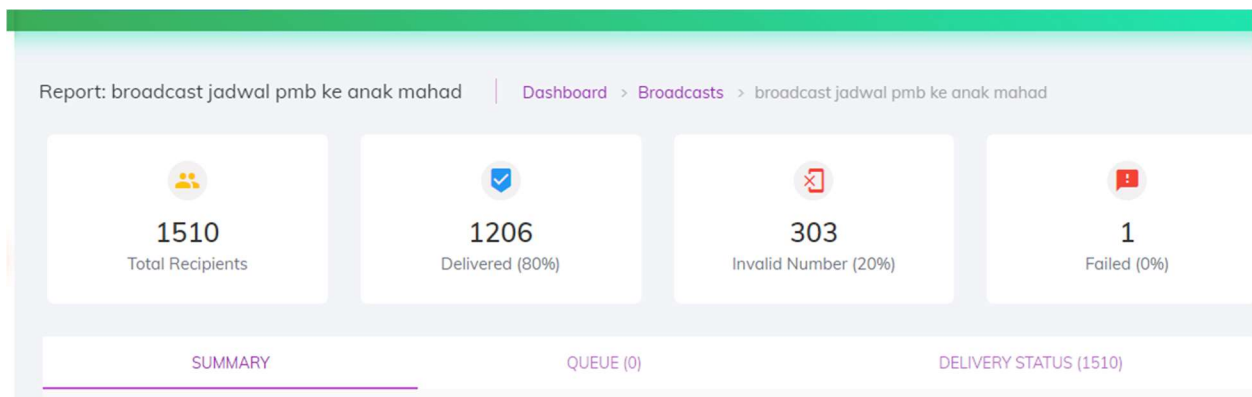 Report: broadcast jadwal pmb ke anak mahad Dashboard > Broadcasts > broadcast jadwal pmb ke anak mahad
1510 1206 303 1
Total Recipients Delivered (80%) Invalid Number (20%) Failed (0%)
SUMMARY QUEUE (0) DELIVERY STATUS (1510)